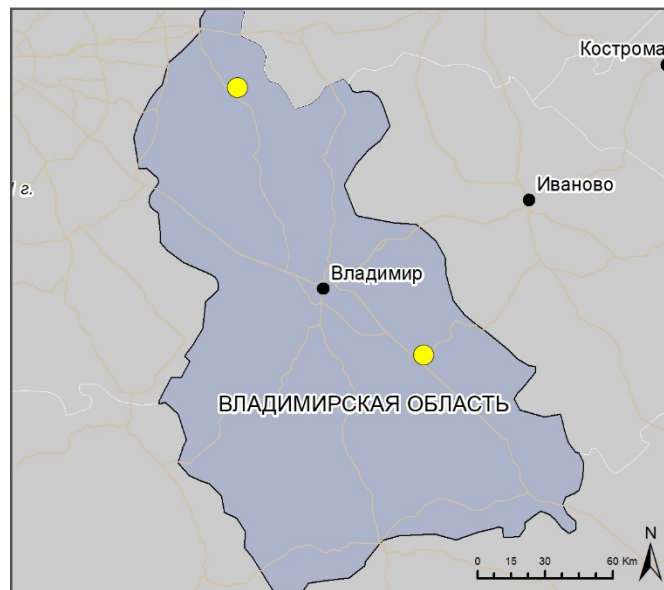 Кострома
г.
Иваново
Владимир
ВЛАДИМИРСКАЯ ОБЛАСТЬ
N
0 15 30 60 Km